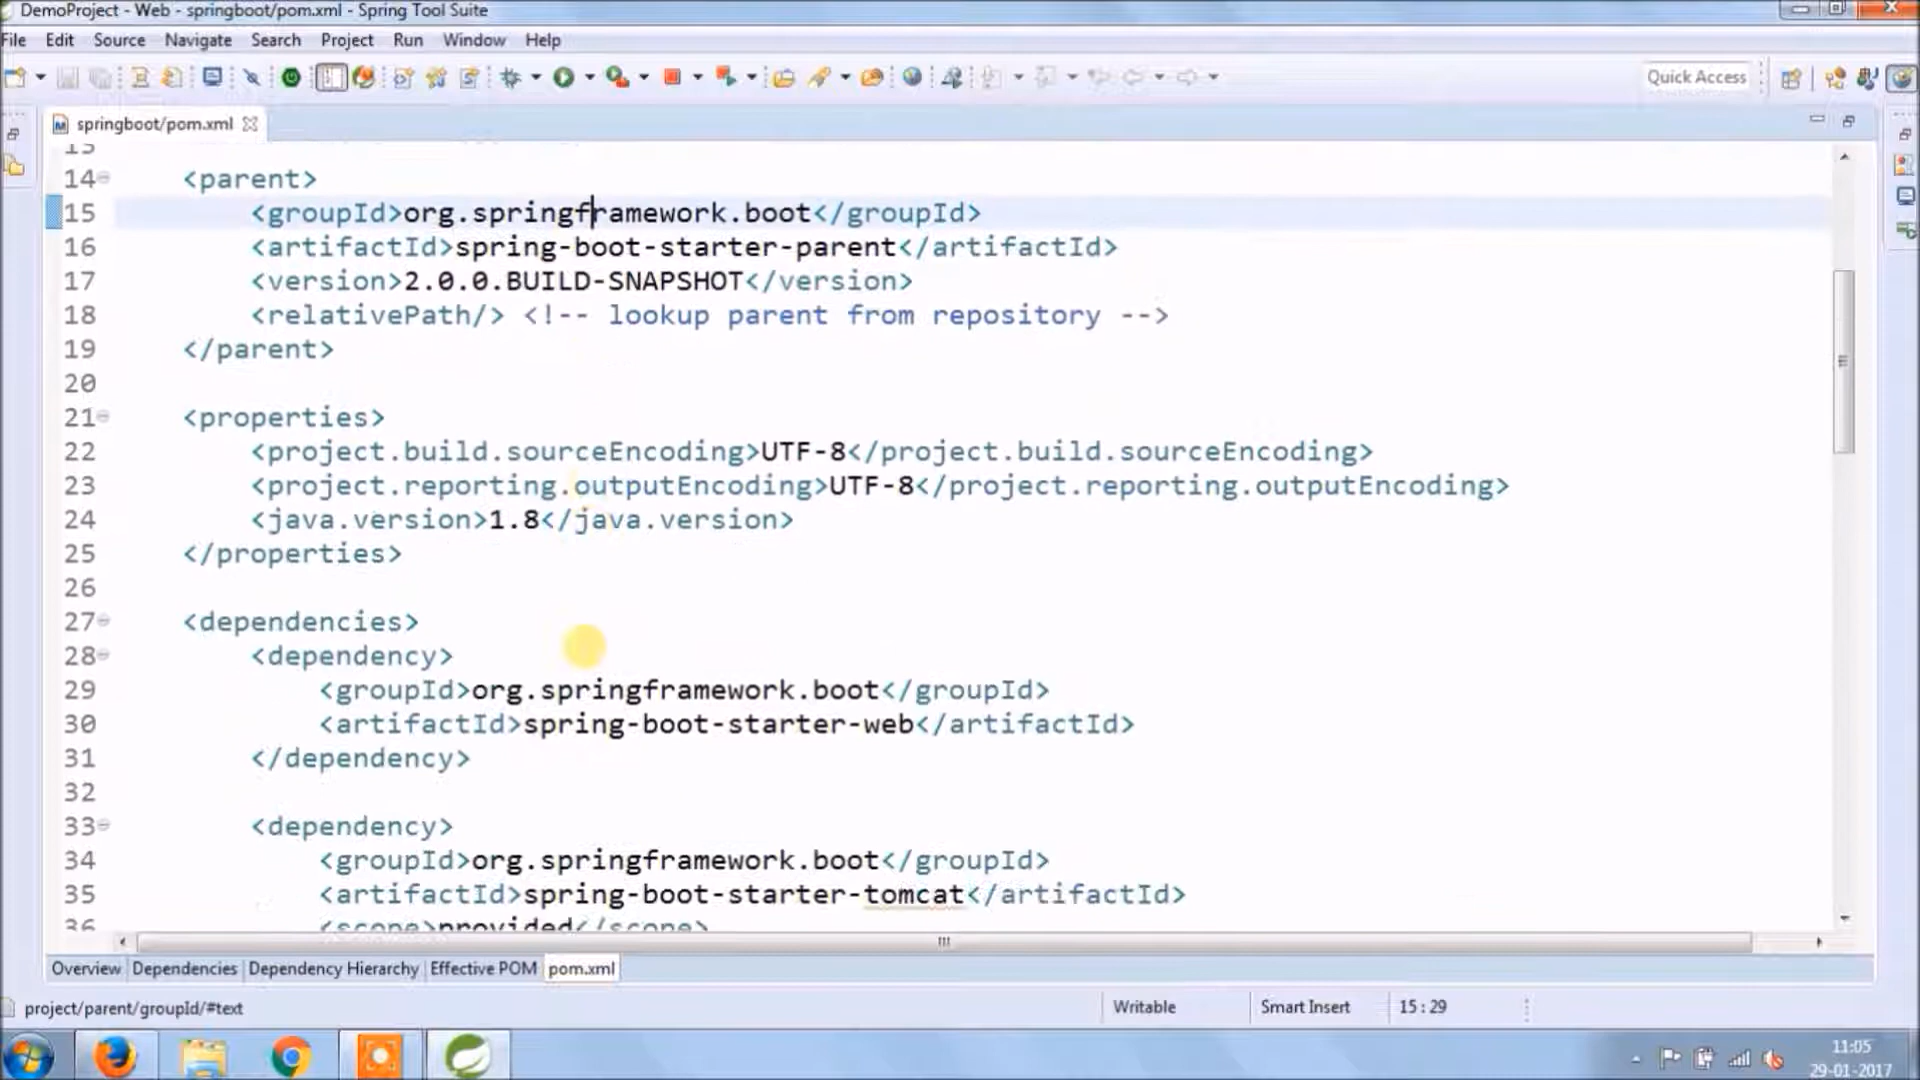 DemoProject - Web - springboot/pom.xml - Spring Tool Suite
File Edit Source Navigate Search Project Run Window Help
Quick Access
springboot/pom.xml
13
14 <parent>
15 <groupId>org.springframework.boot</groupId>
16 <artifactId>spring-boot-starter-parent</artifactId>
17 <version>2.0.0.BUILD-SNAPSHOT</version>
18 <relativePath/> <!-- lookup parent from repository -->
19 </parent>
20
21 <properties>
22 <project.build.sourceEncoding>UTF-8</project.build.sourceEncoding>
23 <project.reporting.outputEncoding>UTF-8</project.reporting.outputEncoding>
24 <java.version>1.8</java.version>
25 </properties>
26
27 <dependencies>
28 <dependency>
29 <groupId>org.springframework.boot</groupId>
30 <artifactId>spring-boot-starter-web</artifactId>
31 </dependency>
32
33 <dependency>
34 <groupId>org.springframework.boot</groupId>
35 <artifactId>spring-boot-starter-tomcat</artifactId>
36 <scope>provided</scope>
Overview Dependencies Dependency Hierarchy Effective POM pom.xml
project/parent/groupId/#text Writable Smart Insert 15 : 29
11:05
29-01-2017